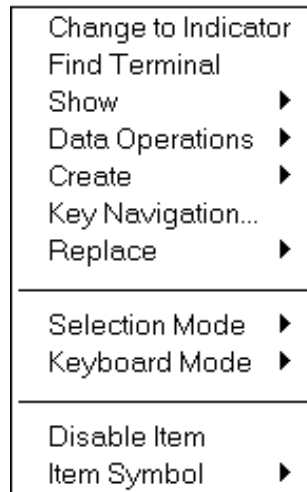 Change to Indicator
Find Terminal
Show
Data Operations
Create
Key Navigation...
Replace
Selection Mode
Keyboard Mode
Disable Item
Item Symbol